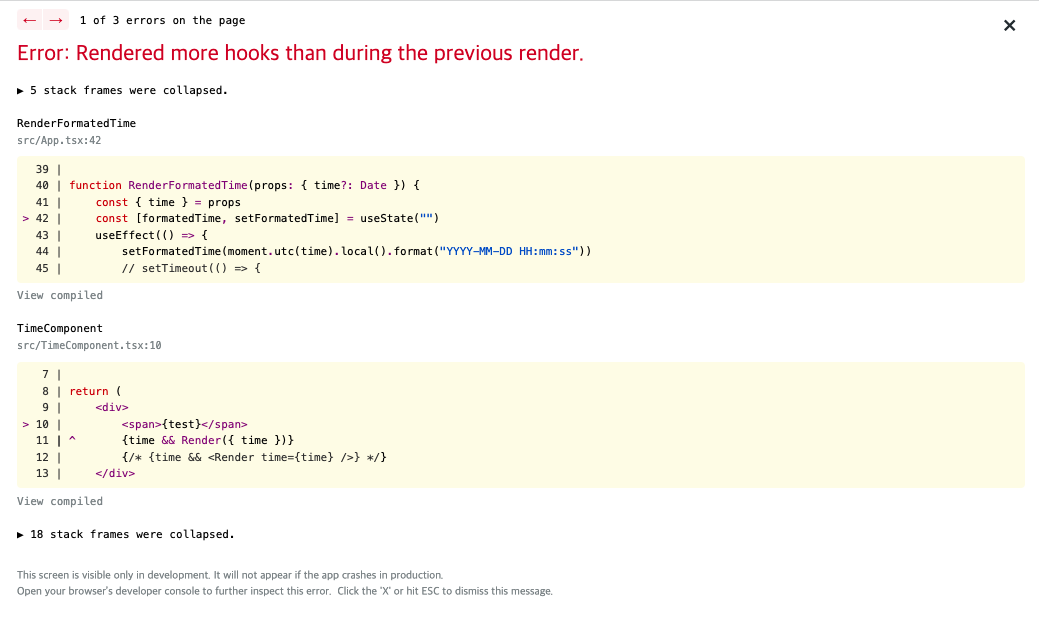 ← → 1 of 3 errors on the page ×
Error: Rendered more hooks than during the previous render.
▶ 5 stack frames were collapsed.
RenderFormatedTime
src/App.tsx:42
  39 |
  40 | function RenderFormatedTime(props: { time?: Date }) {
  41 |     const { time } = props
> 42 |     const [formatedTime, setFormatedTime] = useState("")
  43 |     useEffect(() => {
  44 |         setFormatedTime(moment.utc(time).local().format("YYYY-MM-DD HH:mm:ss"))
  45 |         // setTimeout(() => {
View compiled
TimeComponent
src/TimeComponent.tsx:10
   7 |
   8 | return (
   9 |     <div>
> 10 |         <span>{test}</span>
  11 | ^       {time && Render({ time })}
  12 |         {/* {time && <Render time={time} />} */}
  13 |     </div>
View compiled
▶ 18 stack frames were collapsed.
This screen is visible only in development. It will not appear if the app crashes in production.
Open your browser's developer console to further inspect this error.  Click the 'X' or hit ESC to dismiss this message.